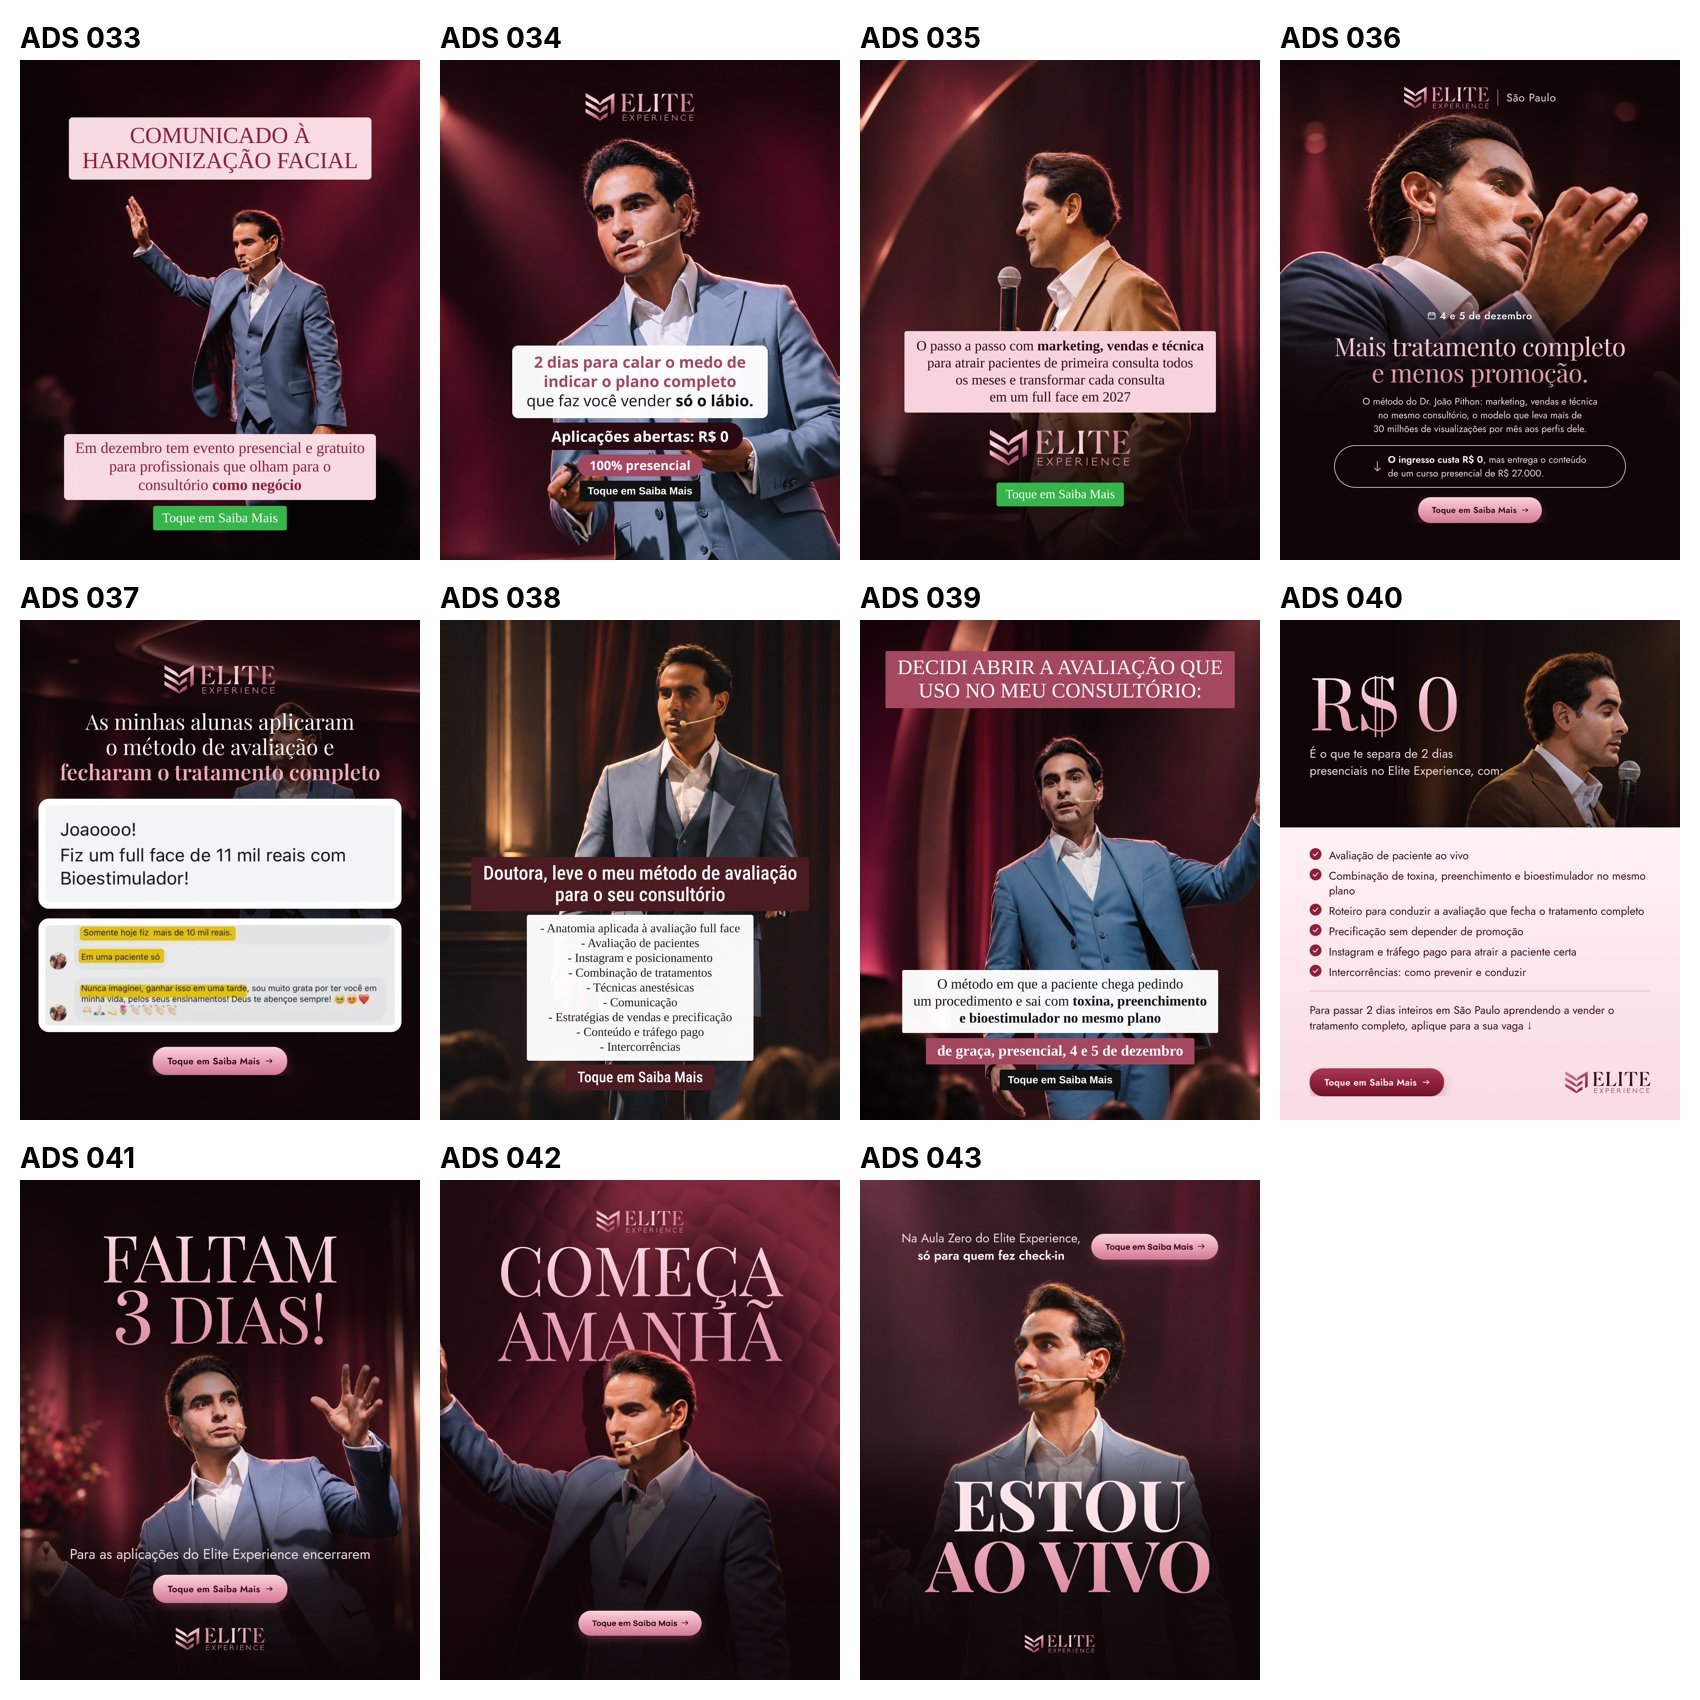 ADS 033
COMUNICADO À
HARMONIZAÇÃO FACIAL
Em dezembro tem evento presencial e gratuito
para profissionais que olham para o
consultório como negócio
Toque em Saiba Mais
ADS 034
ELITE
EXPERIENCE
2 dias para calar o medo de
indicar o plano completo
que faz você vender só o lábio.
Aplicações abertas: R$ 0
100% presencial
Toque em Saiba Mais
ADS 035
O passo a passo com marketing, vendas e técnica
para atrair pacientes de primeira consulta todos
os meses e transformar cada consulta
em um full face em 2027
ELITE
EXPERIENCE
Toque em Saiba Mais
ADS 036
ELITE
EXPERIENCE
São Paulo
4 e 5 de dezembro
Mais tratamento completo
e menos promoção.
O método do Dr. João Pithon: marketing, vendas e técnica
no mesmo consultório, o modelo que leva mais de
30 milhões de visualizações por mês aos perfis dele.
↓ O ingresso custa R$ 0, mas entrega o conteúdo
de um curso presencial de R$ 27.000.
Toque em Saiba Mais →
ADS 037
ELITE
EXPERIENCE
As minhas alunas aplicaram
o método de avaliação e
fecharam o tratamento completo
Joaoooo!
Fiz um full face de 11 mil reais com
Bioestimulador!
Somente hoje fiz mais de 10 mil reais.
Em uma paciente só
Nunca imaginei, ganhar isso em uma tarde, sou muito grata por ter você em
minha vida, pelos seus ensinamentos! Deus te abençoe sempre!
Toque em Saiba Mais →
ADS 038
Doutora, leve o meu método de avaliação
para o seu consultório
- Anatomia aplicada à avaliação full face
- Avaliação de pacientes
- Instagram e posicionamento
- Combinação de tratamentos
- Técnicas anestésicas
- Comunicação
- Estratégias de vendas e precificação
- Conteúdo e tráfego pago
- Intercorrências
Toque em Saiba Mais
ADS 039
DECIDI ABRIR A AVALIAÇÃO QUE
USO NO MEU CONSULTÓRIO:
O método em que a paciente chega pedindo
um procedimento e sai com toxina, preenchimento
e bioestimulador no mesmo plano
de graça, presencial, 4 e 5 de dezembro
Toque em Saiba Mais
ADS 040
R$ 0
É o que te separa de 2 dias
presenciais no Elite Experience, com:
Avaliação de paciente ao vivo
Combinação de toxina, preenchimento e bioestimulador no mesmo
plano
Roteiro para conduzir a avaliação que fecha o tratamento completo
Precificação sem depender de promoção
Instagram e tráfego pago para atrair a paciente certa
Intercorrências: como prevenir e conduzir
Para passar 2 dias inteiros em São Paulo aprendendo a vender o
tratamento completo, aplique para a sua vaga ↓
Toque em Saiba Mais →
ELITE
EXPERIENCE
ADS 041
FALTAM
3 DIAS!
Para as aplicações do Elite Experience encerrarem
Toque em Saiba Mais →
ELITE
EXPERIENCE
ADS 042
ELITE
EXPERIENCE
COMEÇA
AMANHÃ
Toque em Saiba Mais →
ADS 043
Na Aula Zero do Elite Experience,
só para quem fez check-in
Toque em Saiba Mais →
ESTOU
AO VIVO
ELITE
EXPERIENCE